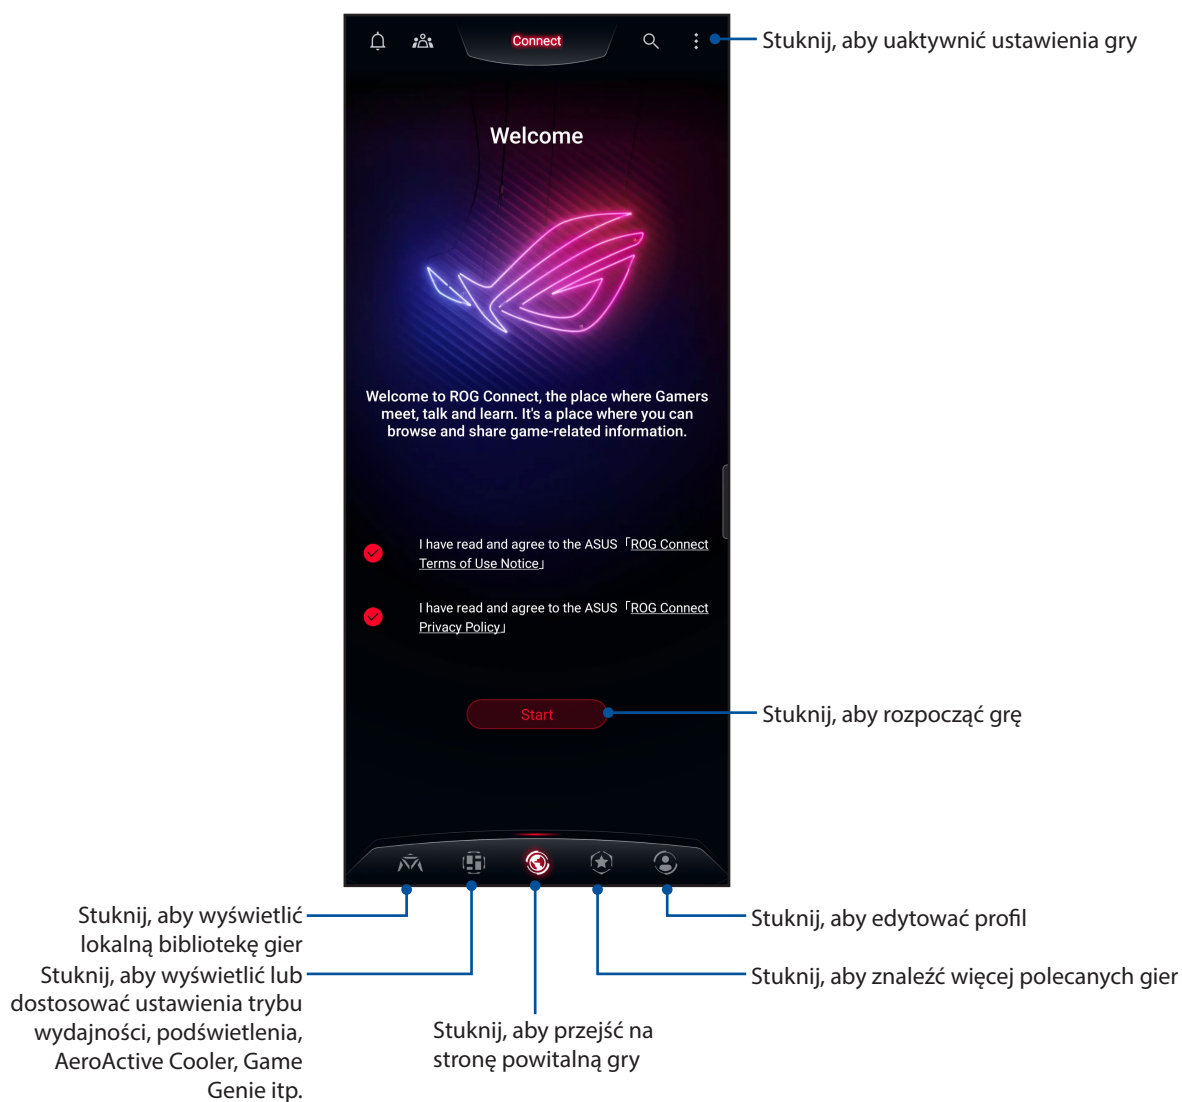 Connect
Stuknij, aby uaktywnić ustawienia gry
Welcome
Welcome to ROG Connect, the place where Gamers
meet, talk and learn. It's a place where you can
browse and share game-related information.
I have read and agree to the ASUS「ROG Connect
Terms of Use Notice」
I have read and agree to the ASUS「ROG Connect
Privacy Policy」
Start
Stuknij, aby rozpocząć grę
Stuknij, aby wyświetlić
lokalną bibliotekę gier
Stuknij, aby wyświetlić lub
dostosować ustawienia trybu
wydajności, podświetlenia,
AeroActive Cooler, Game
Genie itp.
Stuknij, aby przejść na
stronę powitalną gry
Stuknij, aby edytować profil
Stuknij, aby znaleźć więcej polecanych gier